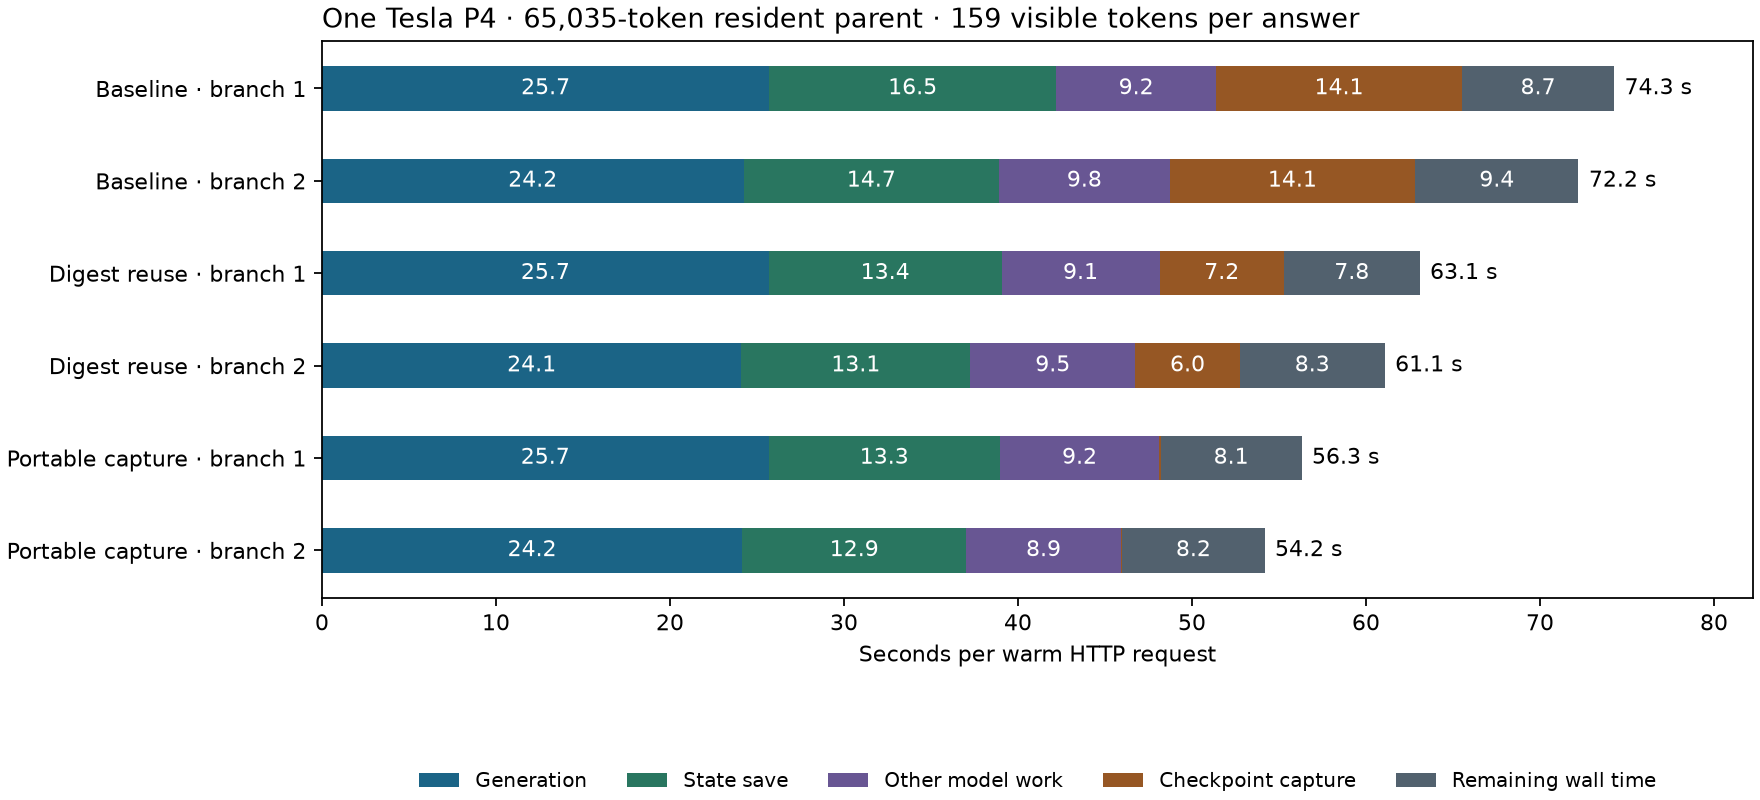 One Tesla P4 · 65,035-token resident parent · 159 visible tokens per answer
Baseline · branch 1 25.7 16.5 9.2 14.1 8.7 74.3 s
Baseline · branch 2 24.2 14.7 9.8 14.1 9.4 72.2 s
Digest reuse · branch 1 25.7 13.4 9.1 7.2 7.8 63.1 s
Digest reuse · branch 2 24.1 13.1 9.5 6.0 8.3 61.1 s
Portable capture · branch 1 25.7 13.3 9.2 8.1 56.3 s
Portable capture · branch 2 24.2 12.9 8.9 8.2 54.2 s
0 10 20 30 40 50 60 70 80
Seconds per warm HTTP request
Generation State save Other model work Checkpoint capture Remaining wall time